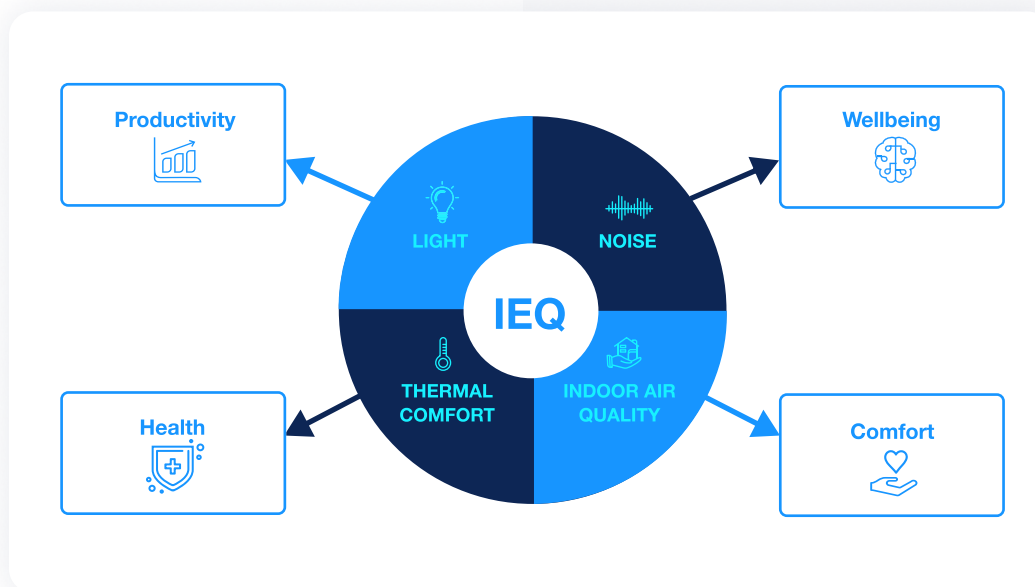 Productivity
Wellbeing
LIGHT
NOISE
IEQ
THERMAL
COMFORT
INDOOR AIR
QUALITY
Health
Comfort